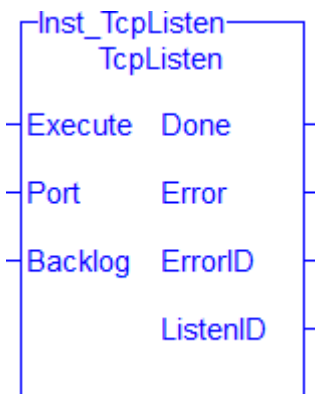 Inst_TcpListen
TcpListen
Execute Done
Port Error
Backlog ErrorID
ListenID